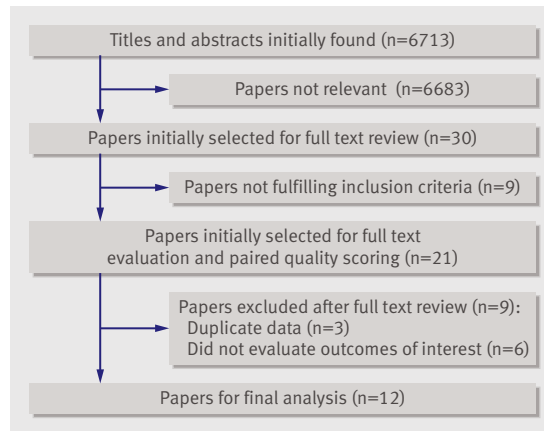 Titles and abstracts initially found (n=6713)
Papers not relevant (n=6683)
Papers initially selected for full text review (n=30)
Papers not fulfilling inclusion criteria (n=9)
Papers initially selected for full text
evaluation and paired quality scoring (n=21)
Papers excluded after full text review (n=9):
Duplicate data (n=3)
Did not evaluate outcomes of interest (n=6)
Papers for final analysis (n=12)